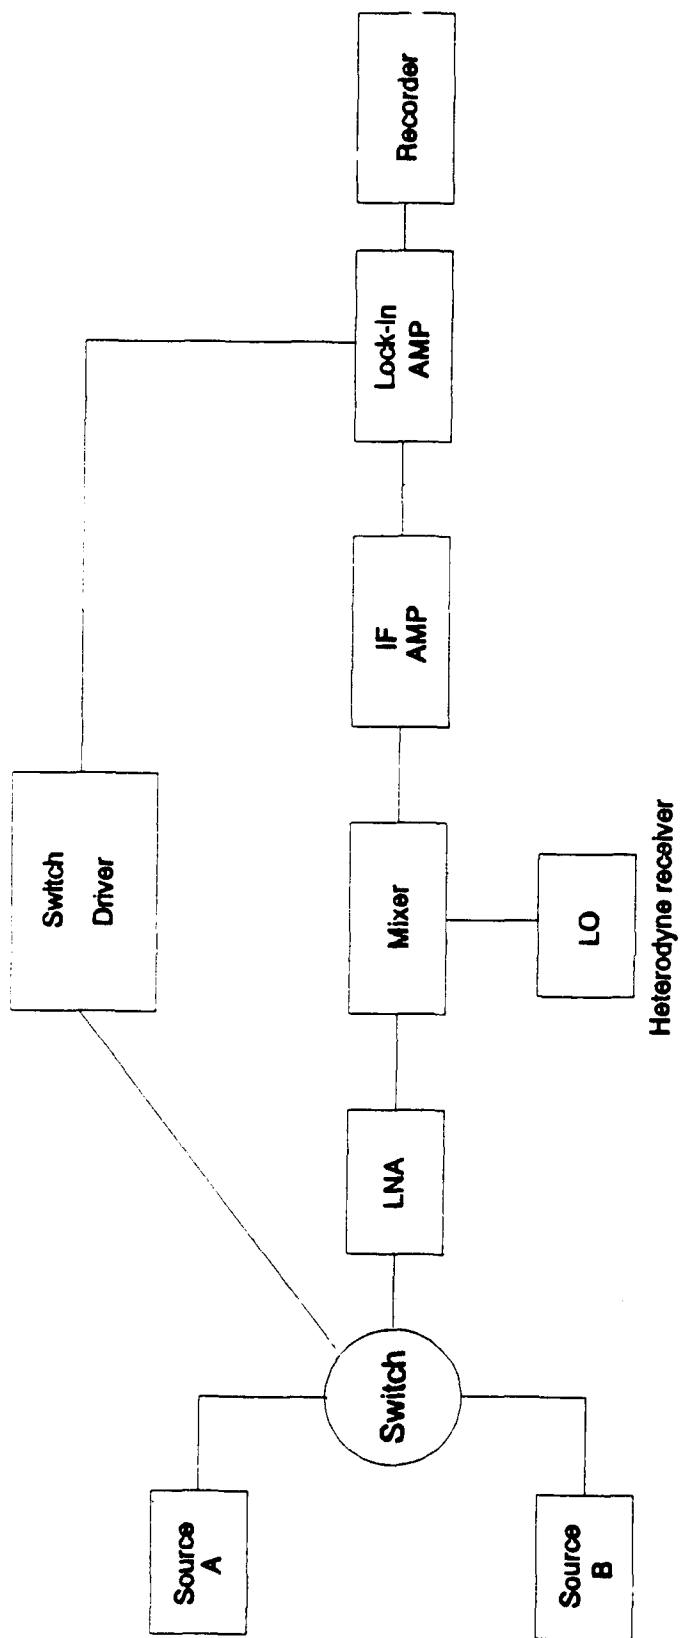 Switch
Driver
Source
A
Switch
LNA
Mixer
IF
AMP
Lock-In
AMP
Recorder
Source
B
LO
Heterodyne receiver